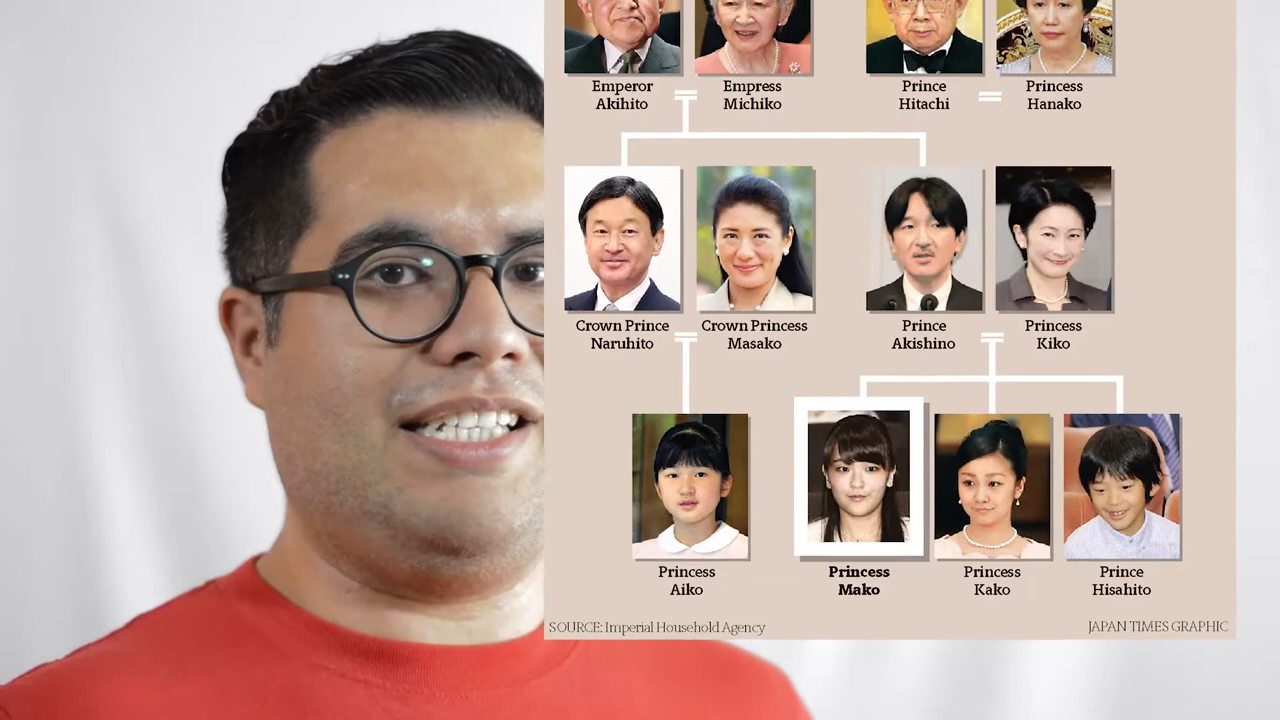 Emperor
Akihito
Empress
Michiko
Prince
Hitachi
Princess
Hanako
Crown Prince
Naruhito
Crown Princess
Masako
Prince
Akishino
Princess
Kiko
Princess
Aiko
Princess
Mako
Princess
Kako
Prince
Hisahito
SOURCE: Imperial Household Agency
JAPAN TIMES GRAPHIC